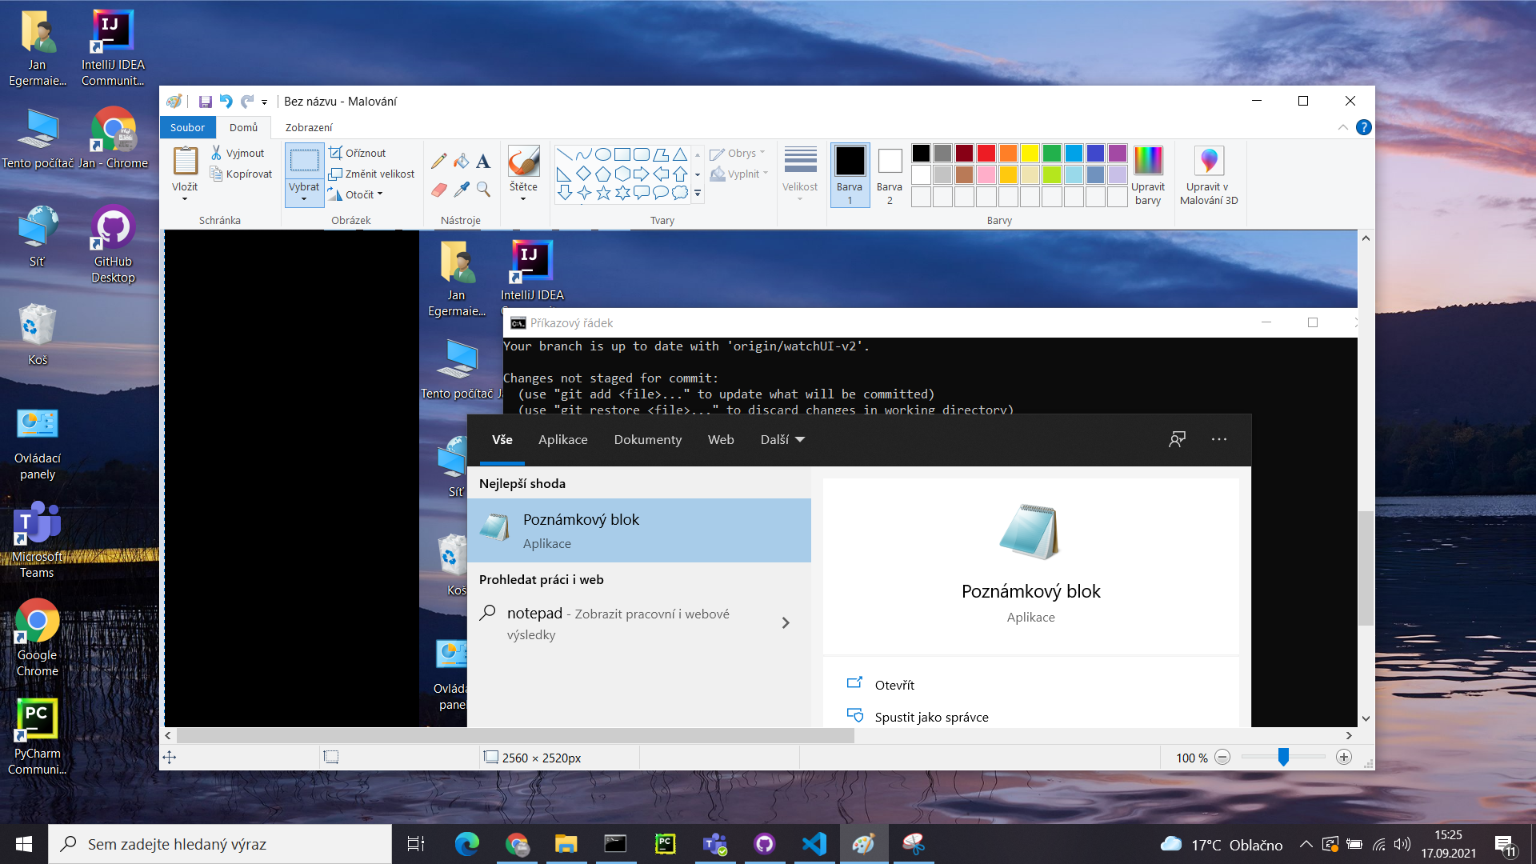 Jan
Egermaie...
IntelliJ IDEA
Communit...
Tento počítač
Jan - Chrome
Síť
GitHub
Desktop
Koš
Ovládací
panely
Microsoft
Teams
Google
Chrome
PyCharm
Communi...
Bez názvu - Malování
Soubor
Domů
Zobrazení
Vložit
Vyjmout
Kopírovat
Schránka
Vybrat
Oříznout
Změnit velikost
Otočit
Obrázek
Nástroje
Štětce
Obrys
Vyplnit
Tvary
Velikost
Barva
1
Barva
2
Upravit
barvy
Barvy
Upravit v
Malování 3D
Jan
Egermaie...
IntelliJ IDEA
Tento počítač
Síť
Koš
Příkazový řádek
Your branch is up to date with 'origin/watchUI-v2'.
Changes not staged for commit:
(use "git add <file>..." to update what will be committed)
(use "git restore <file>..." to discard changes in working directory)
Vše
Aplikace
Dokumenty
Web
Další
Nejlepší shoda
Poznámkový blok
Aplikace
Prohledat práci i web
notepad - Zobrazit pracovní i webové
výsledky
Poznámkový blok
Aplikace
Otevřít
Spustit jako správce
2560 × 2520px
100 %
Sem zadejte hledaný výraz
17°C Oblačno
15:25
17.09.2021
11